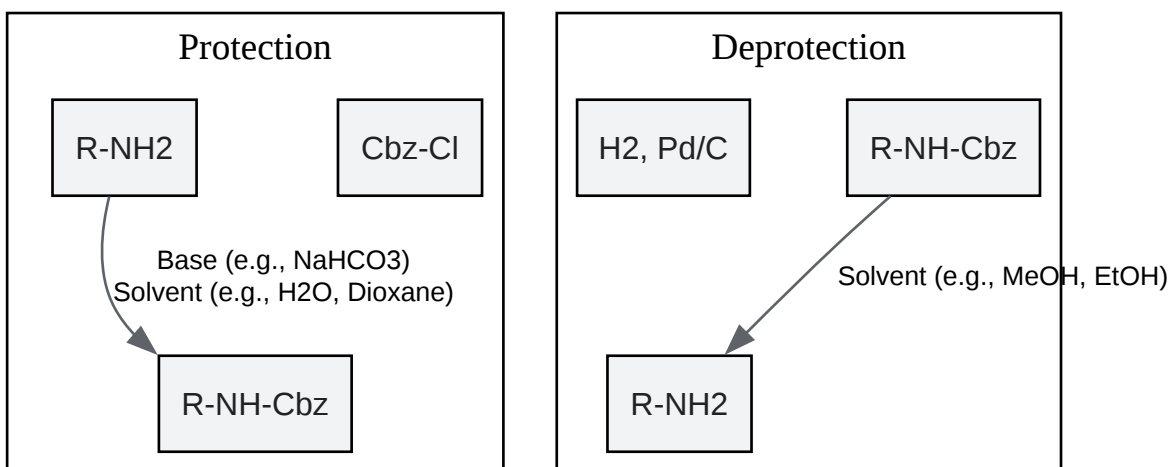 Protection
R-NH2
Cbz-Cl
Base (e.g., NaHCO3)
Solvent (e.g., H2O, Dioxane)
R-NH-Cbz
Deprotection
H2, Pd/C
R-NH-Cbz
Solvent (e.g., MeOH, EtOH)
R-NH2